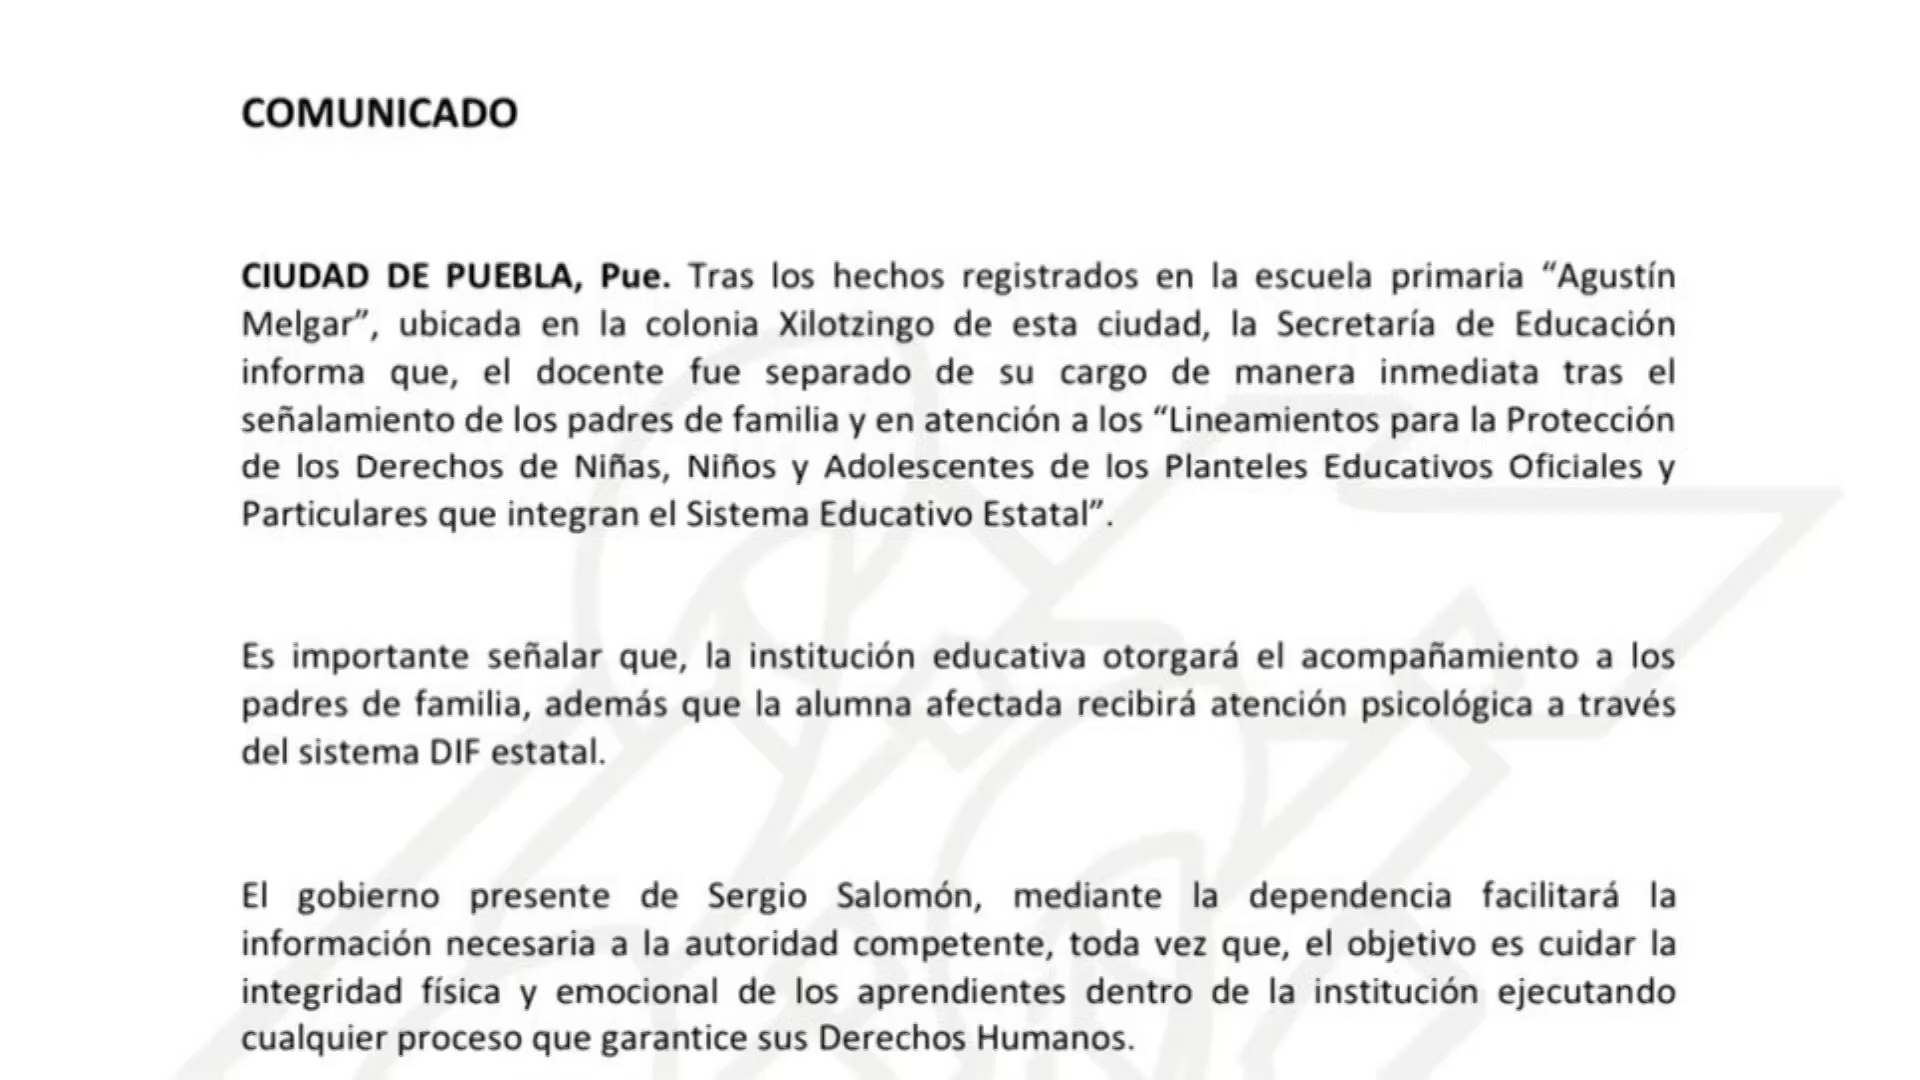 COMUNICADO
CIUDAD DE PUEBLA, Pue. Tras los hechos registrados en la escuela primaria “Agustín
Melgar”, ubicada en la colonia Xilotzingo de esta ciudad, la Secretaría de Educación
informa que, el docente fue separado de su cargo de manera inmediata tras el
señalamiento de los padres de familia y en atención a los “Lineamientos para la Protección
de los Derechos de Niñas, Niños y Adolescentes de los Planteles Educativos Oficiales y
Particulares que integran el Sistema Educativo Estatal”.
Es importante señalar que, la institución educativa otorgará el acompañamiento a los
padres de familia, además que la alumna afectada recibirá atención psicológica a través
del sistema DIF estatal.
El gobierno presente de Sergio Salomón, mediante la dependencia facilitará la
información necesaria a la autoridad competente, toda vez que, el objetivo es cuidar la
integridad física y emocional de los aprendientes dentro de la institución ejecutando
cualquier proceso que garantice sus Derechos Humanos.